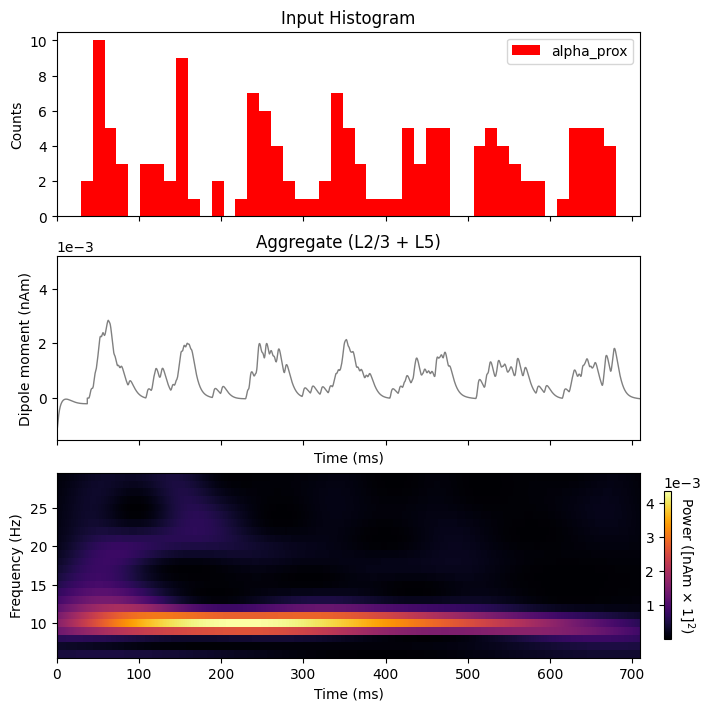 Input Histogram
10
8
6
4
2
0
Counts
alpha_prox
Aggregate (L2/3 + L5)
1e−3
4
2
0
Dipole moment (nAm)
Time (ms)
25
20
15
10
Frequency (Hz)
0 100 200 300 400 500 600 700
Time (ms)
1e−3
4
3
2
1
Power ([nAm × 1]²)